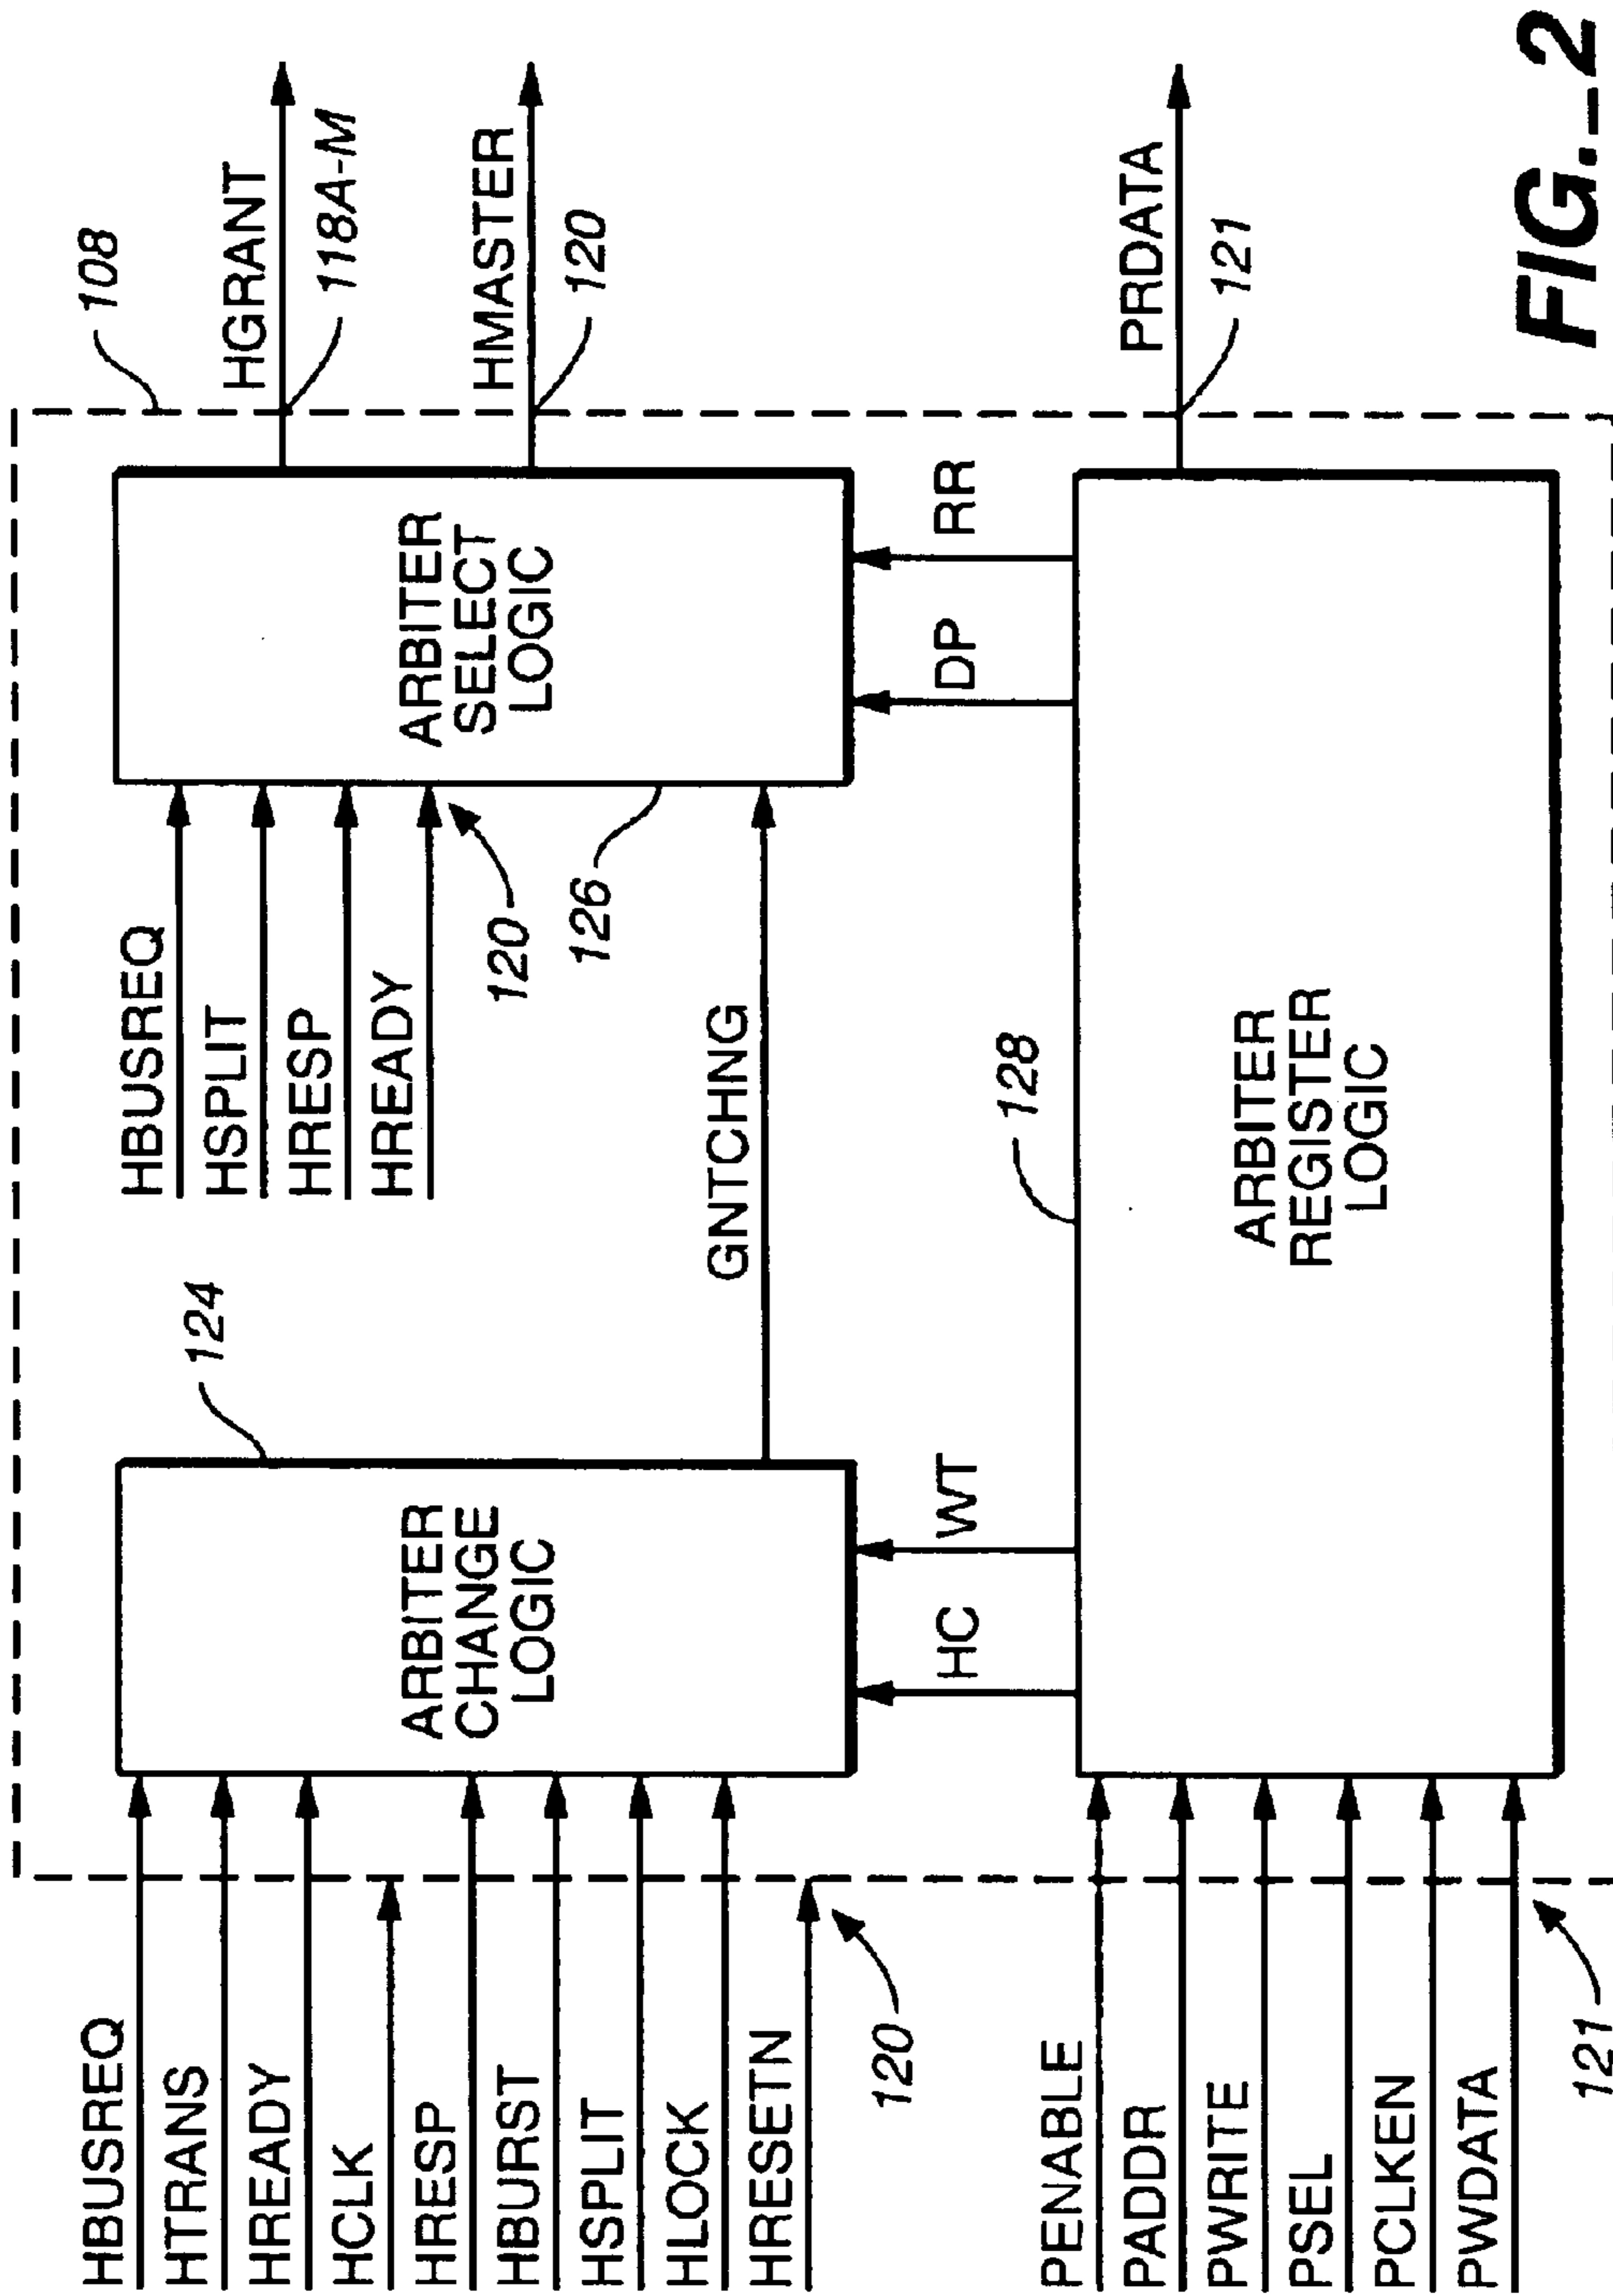 108
HGRANT
118A-M
HMASTER
120
HBUSREQ
HSPLIT
HRESP
HREADY
120
126
ARBITER
SELECT
LOGIC
124
ARBITER
CHANGE
LOGIC
GNTCHNG
HBUSREQ
HTRANS
HREADY
HCLK
HRESP
HBURST
HSPLIT
HLOCK
HRESETN
120
HC
WT
DP
RR
128
ARBITER
REGISTER
LOGIC
PENABLE
PADDR
PWRITE
PSEL
PCLKEN
PWDATA
121
PRDATA
121
FIG._2